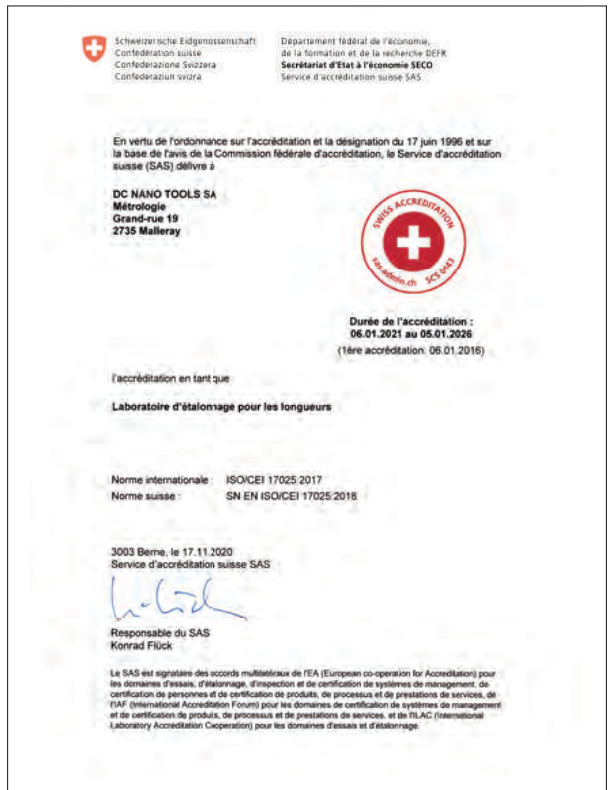 Schweizerische Eidgenossenschaft
Confédération suisse
Confederazione Svizzera
Confederaziun svizra
Département fédéral de l'économie,
de la formation et de la recherche DEFR
Secrétariat d'Etat à l'économie SECO
Service d'accréditation suisse SAS
En vertu de l'ordonnance sur l'accréditation et la désignation du 17 juin 1996 et sur
la base de l'avis de la Commission fédérale d'accréditation, le Service d'accréditation
suisse (SAS) délivre à
DC NANO TOOLS SA
Métrologie
Grand-rue 19
2735 Malleray
SWISS ACCREDITATION
sas.admin.ch SCS 0143
Durée de l'accréditation :
06.01.2021 au 05.01.2026
(1ère accréditation: 06.01.2016)
l'accréditation en tant que
Laboratoire d'étalonnage pour les longueurs
Norme internationale : ISO/CEI 17025:2017
Norme suisse : SN EN ISO/CEI 17025:2018
3003 Berne, le 17.11.2020
Service d'accréditation suisse SAS
Responsable du SAS
Konrad Flück
Le SAS est signataire des accords multilatéraux de l'EA (European co-operation for Accreditation) pour
les domaines d'essais, d'étalonnage, d'inspection et de certification de systèmes de management, de
certification de personnes et de certification de produits, de processus et de prestations de services, de
l'IAF (International Accreditation Forum) pour les domaines de certification de systèmes de management
et de certification de produits, de processus et de prestations de services, et de l'ILAC (International
Laboratory Accreditation Cooperation) pour les domaines d'essais et d'étalonnage.